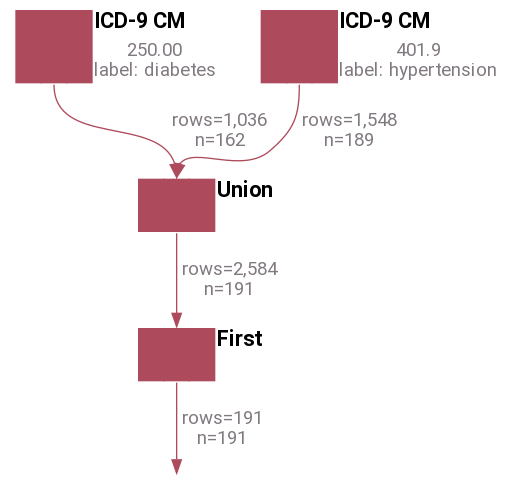 ICD-9 CM
250.00
label: diabetes
ICD-9 CM
401.9
label: hypertension
rows=1,036
n=162
rows=1,548
n=189
Union
rows=2,584
n=191
First
rows=191
n=191